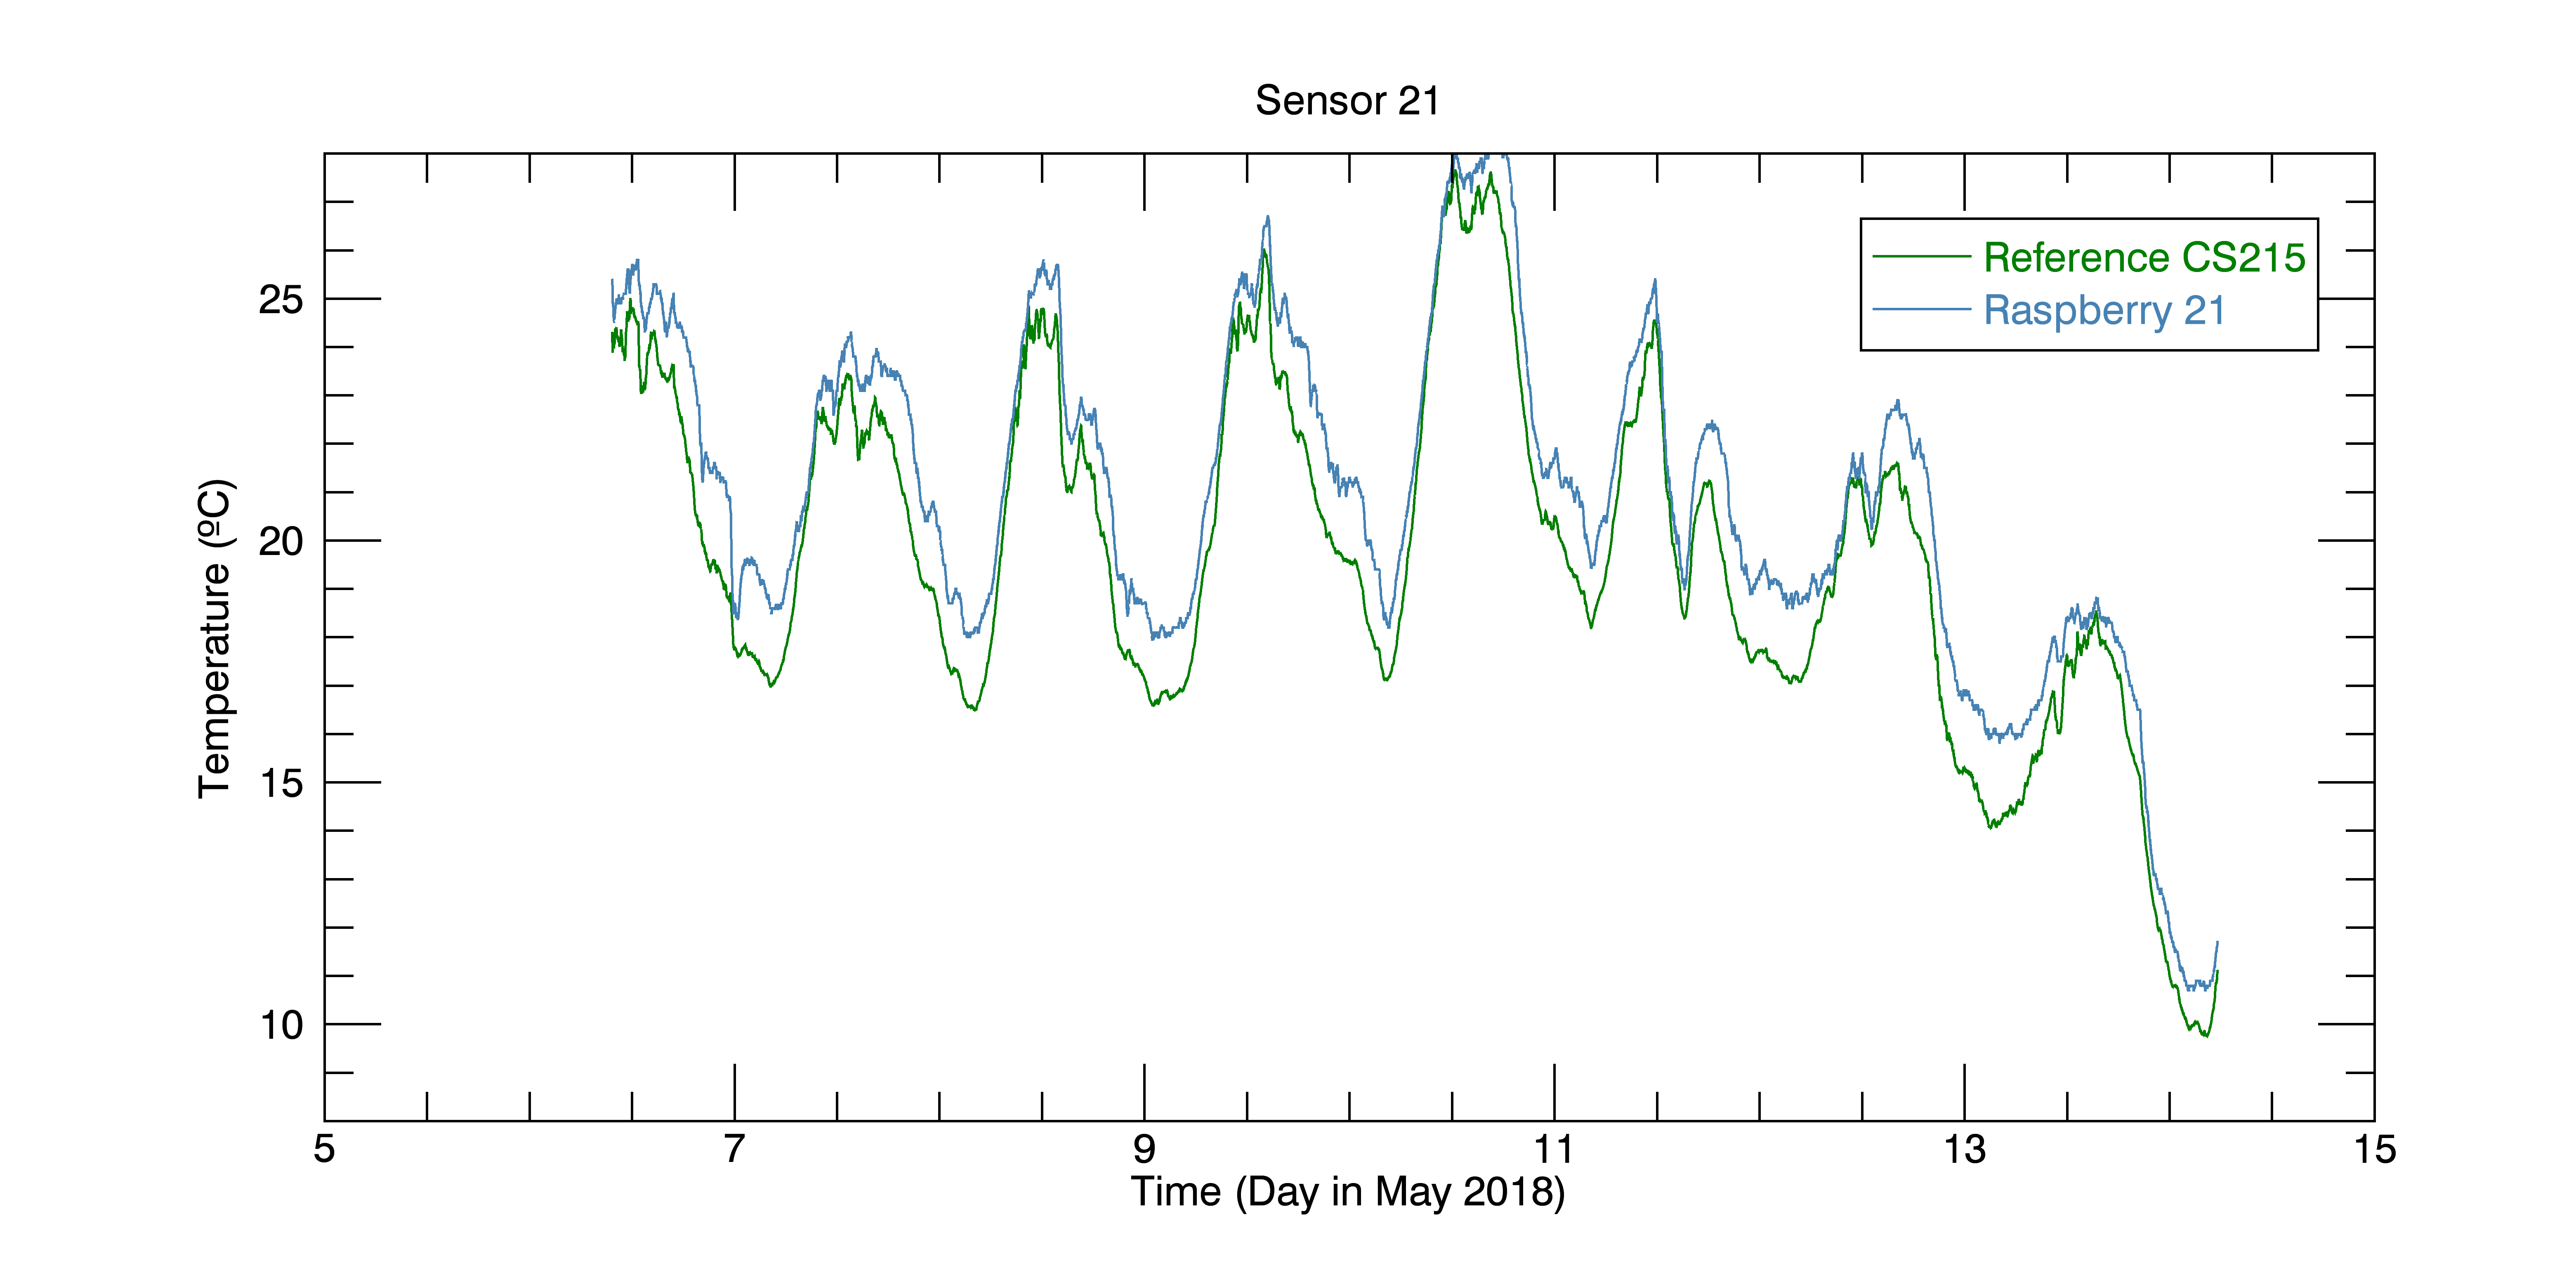 Sensor 21
Reference CS215
Raspberry 21
Temperature (ºC)
25
20
15
10
5 7 9 11 13 15
Time (Day in May 2018)